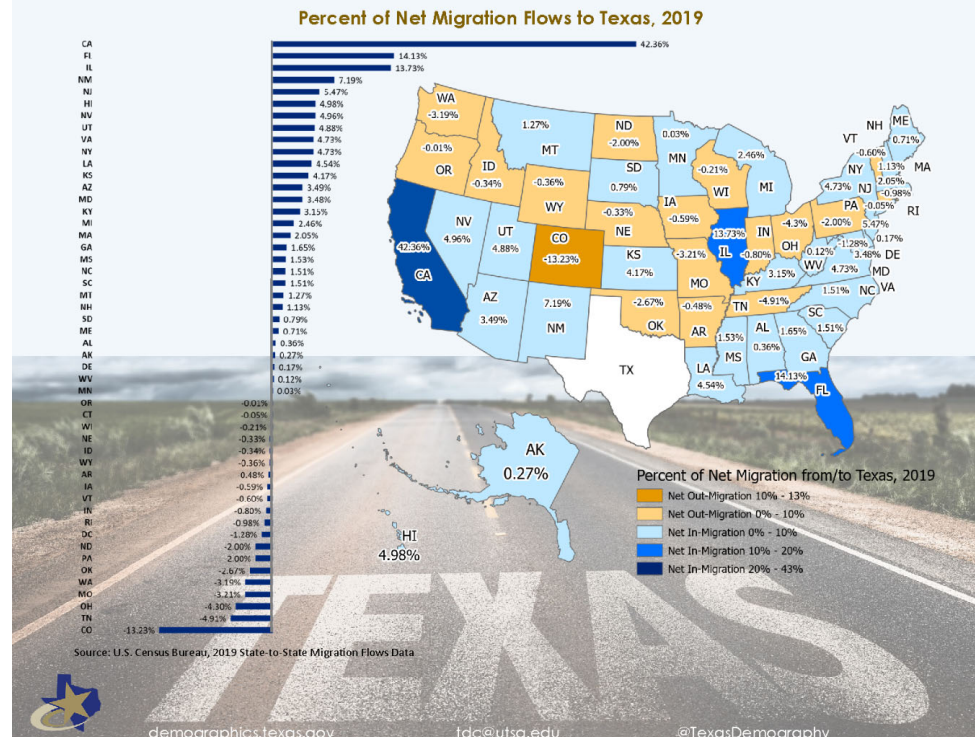 Percent of Net Migration Flows to Texas, 2019
CA 42.36%
FL 14.13%
IL 13.73%
NM 7.19%
NJ 5.47%
HI 4.98%
NV 4.96%
UT 4.88%
VA 4.73%
NY 4.73%
LA 4.54%
KS 4.17%
AZ 3.49%
MD 3.48%
KY 3.15%
MI 2.46%
MA 2.05%
GA 1.65%
MS 1.53%
NC 1.51%
SC 1.51%
MT 1.27%
NH 1.13%
SD 0.79%
ME 0.71%
AL 0.36%
AK 0.27%
DE 0.17%
WV 0.12%
MN 0.03%
OR -0.01%
CT -0.05%
WI -0.21%
NE -0.33%
ID -0.34%
WY -0.36%
AR 0.48%
IA -0.59%
VT -0.60%
IN -0.80%
RI -0.98%
DC -1.28%
ND -2.00%
PA 2.00%
OK -2.67%
WA -3.19%
MO -3.21%
OH -4.30%
TN -4.91%
CO -13.23%
Source: U.S. Census Bureau, 2019 State-to-State Migration Flows Data
WA
-3.19%
-0.01%
OR
ID
-0.34%
1.27%
MT
-0.36%
WY
ND
-2.00%
SD
0.79%
-0.33%
NE
0.03%
MN
-0.21%
WI
2.46%
MI
IA
-0.59%
42.36%
CA
NV
4.96%
UT
4.88%
CO
-13.23%
KS
4.17%
-3.21%
MO
13.73%
IL
IN
-0.80%
-4.3%
OH
PA
-2.00%
NH
VT
-0.60%
ME
0.71%
1.13%
MA
2.05%
NY
4.73%
NJ
-0.98%
-0.05%
RI
5.47%
0.17%
DE
-1.28%
3.48%
MD
0.12%
WV
4.73%
VA
KY
3.15%
1.51%
NC
TN
-4.91%
SC
1.51%
AZ
3.49%
7.19%
NM
-2.67%
OK
-0.48%
AR
1.53%
MS
AL
0.36%
1.65%
GA
TX
LA
4.54%
14.13%
FL
AK
0.27%
HI
4.98%
Percent of Net Migration from/to Texas, 2019
Net Out-Migration 10% - 13%
Net Out-Migration 0% - 10%
Net In-Migration 0% - 10%
Net In-Migration 10% - 20%
Net In-Migration 20% - 43%
TEXAS
demographics.texas.gov
tdc@utsa.edu
@TexasDemography